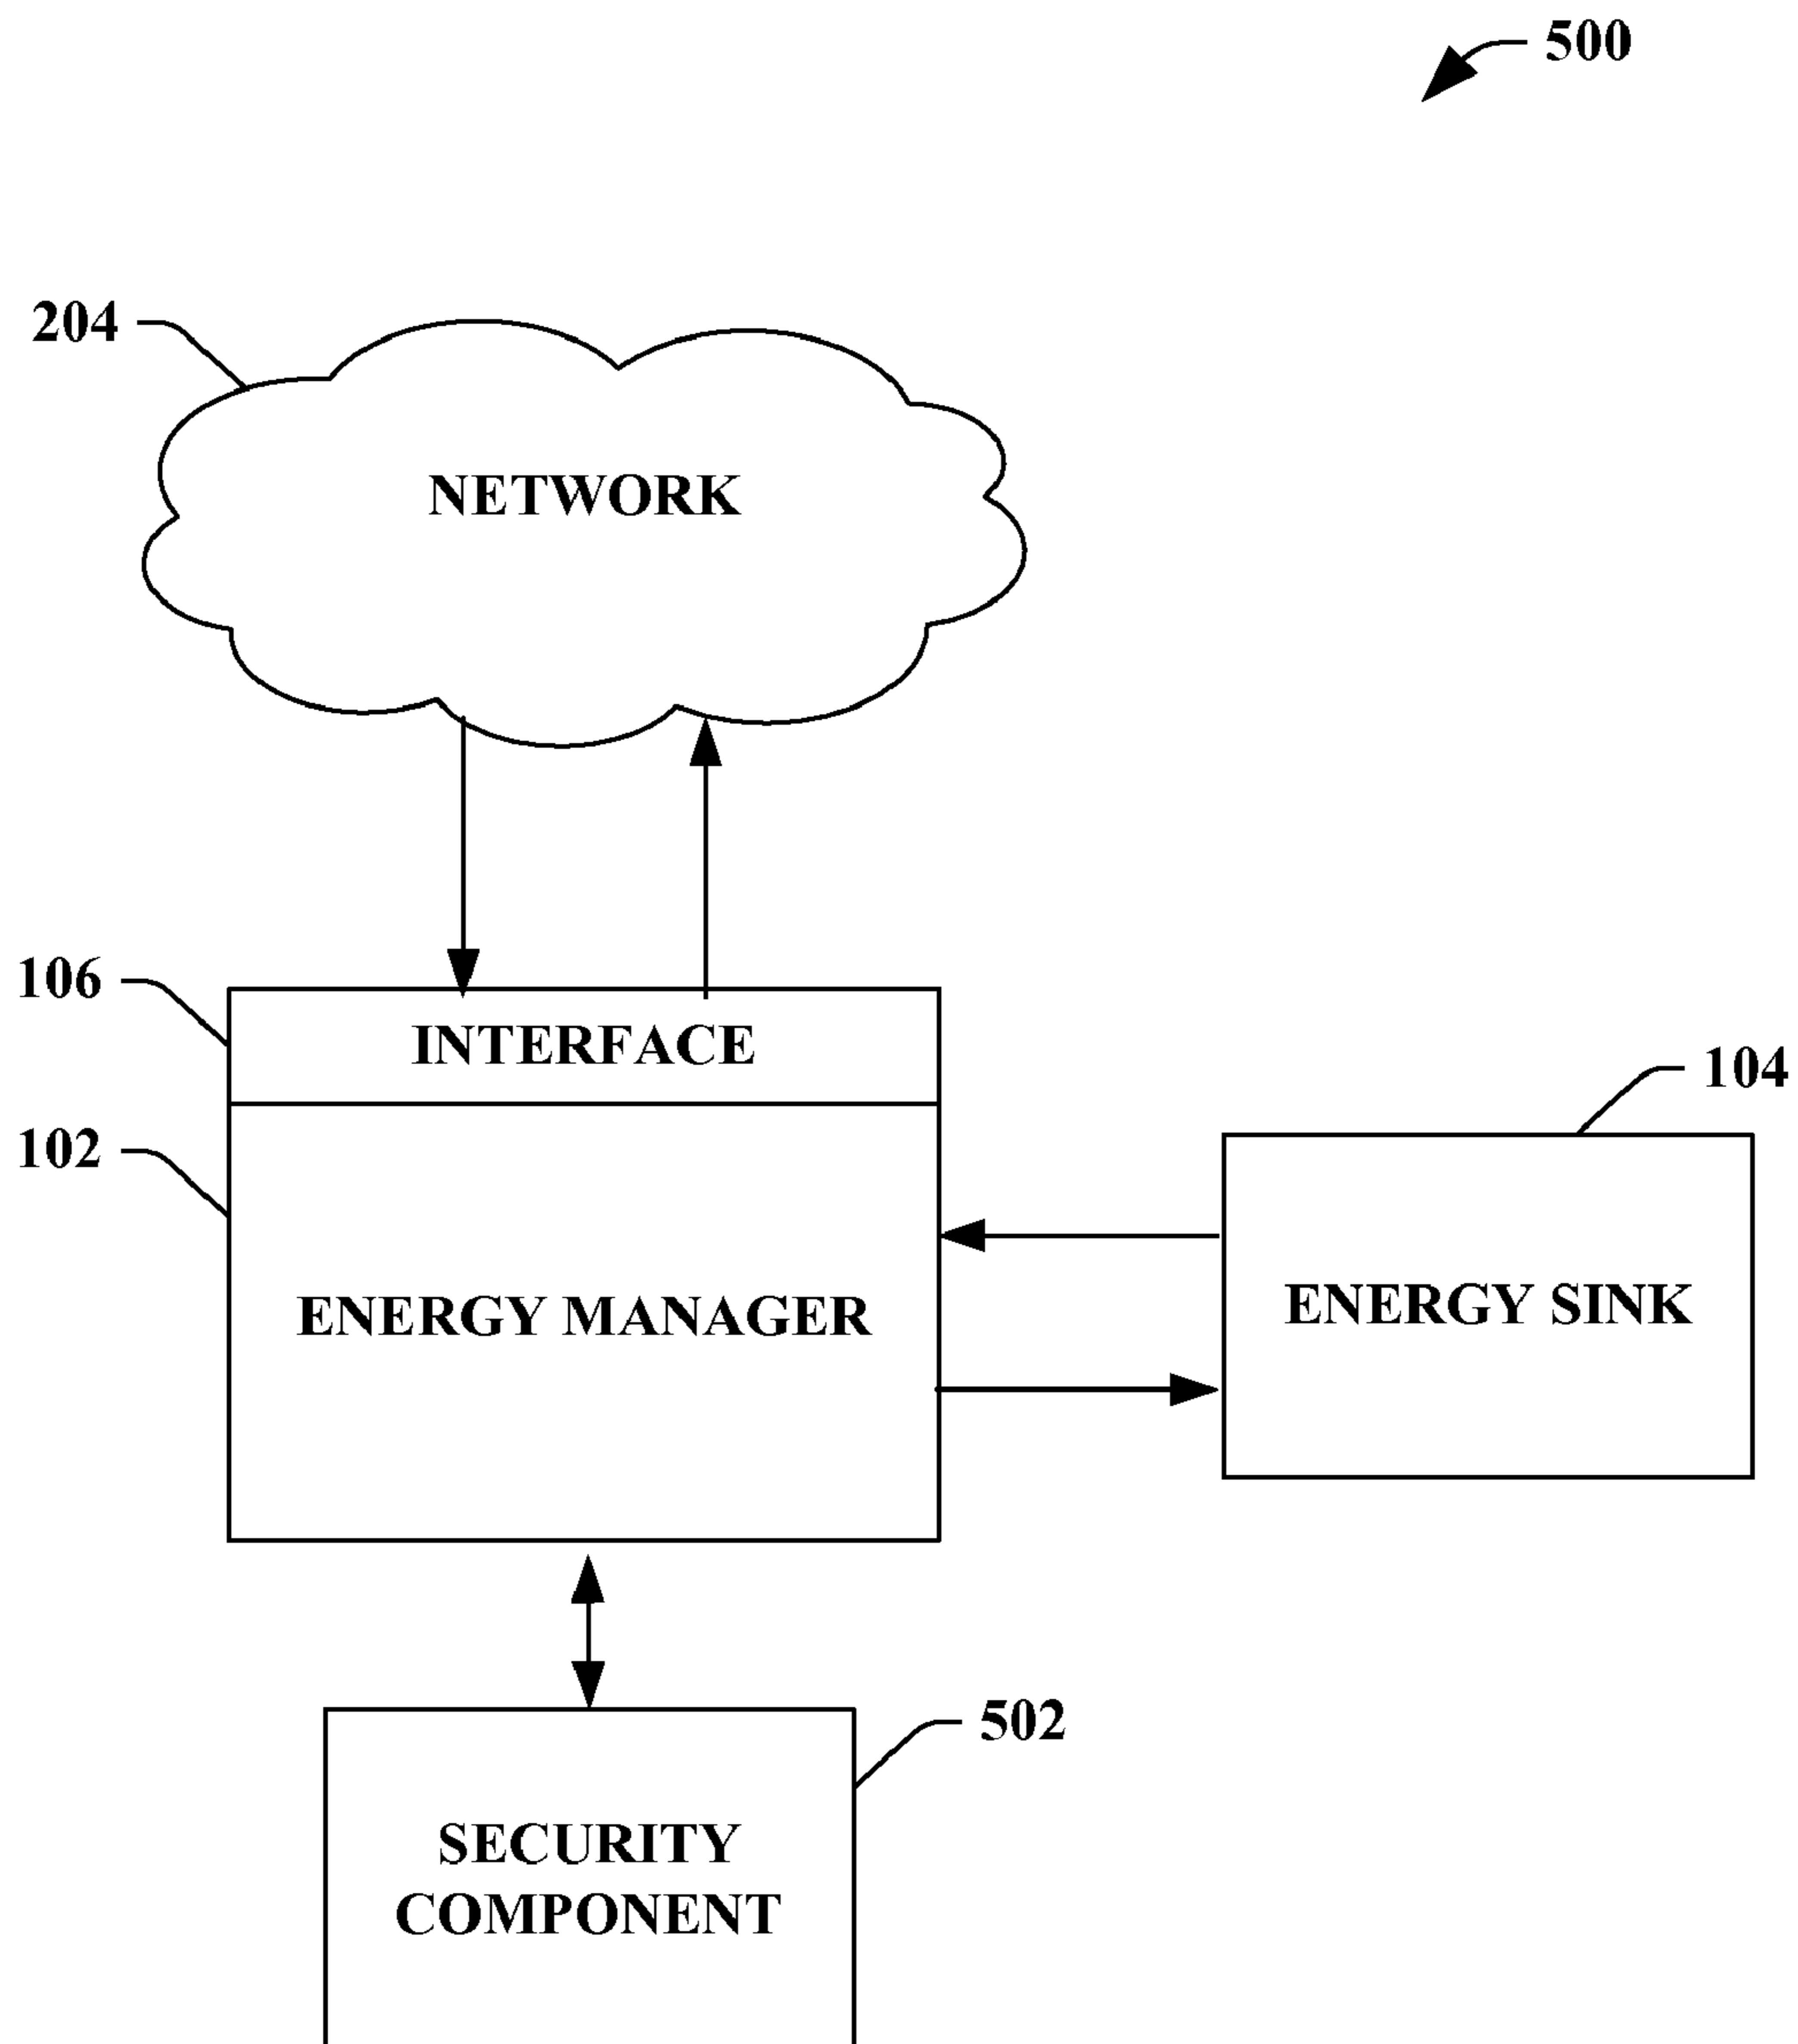 500
204
NETWORK
106
INTERFACE
102
104
ENERGY MANAGER
ENERGY SINK
502
SECURITY
COMPONENT